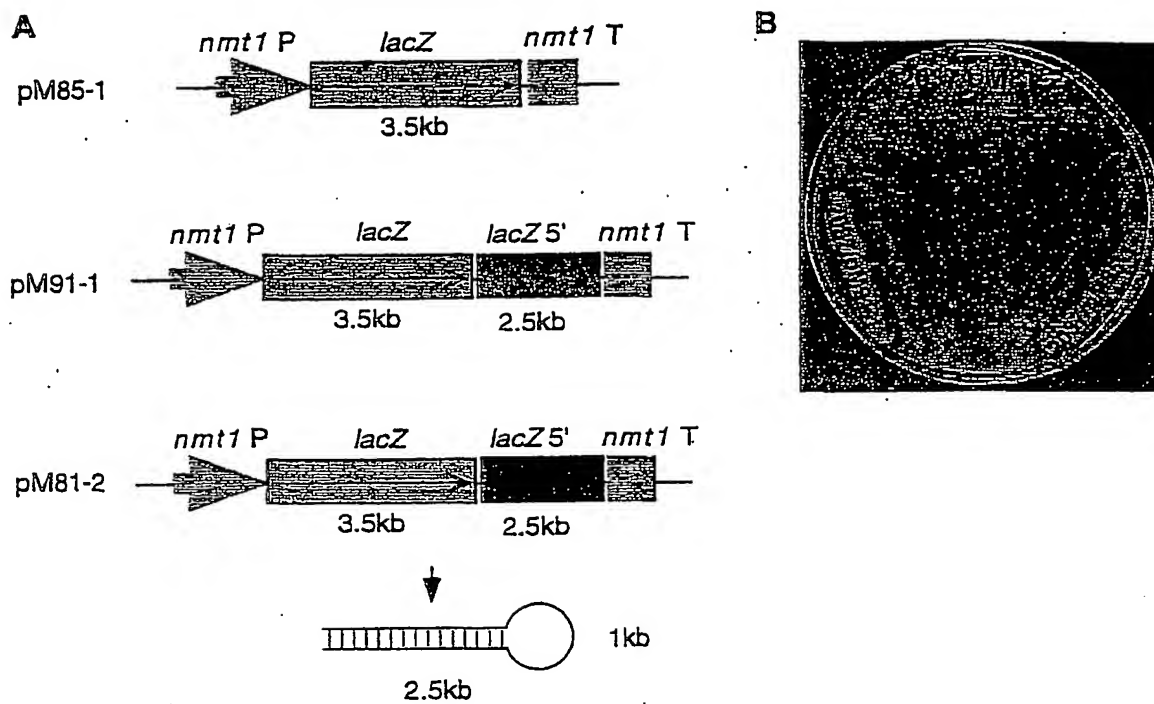 A
nmt1 P lacZ nmt1 T
pM85-1
3.5kb
nmt1 P lacZ lacZ 5' nmt1 T
pM91-1
3.5kb 2.5kb
nmt1 P lacZ lacZ 5' nmt1 T
pM81-2
3.5kb 2.5kb
1kb
2.5kb
B